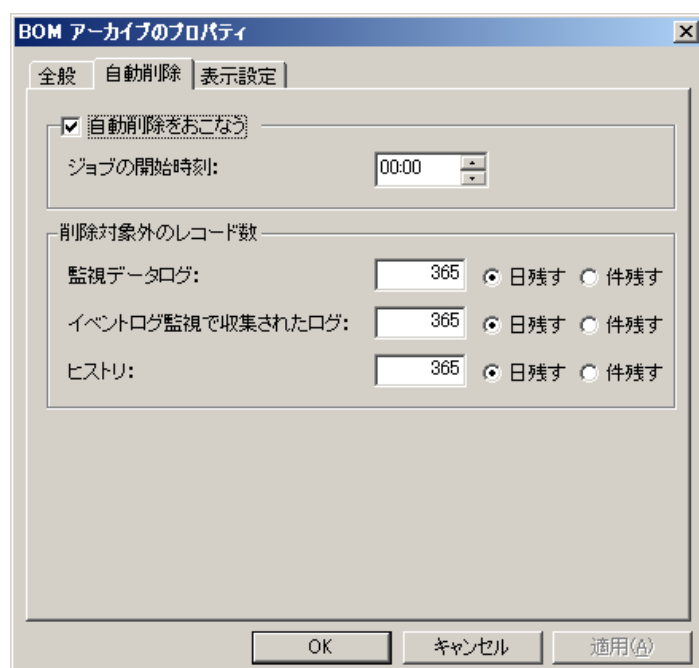 BOM アーカイブのプロパティ
全般 自動削除 表示設定
自動削除をおこなう
ジョブの開始時刻: 00:00
削除対象外のレコード数
監視データログ: 365 日残す 件残す
イベントログ監視で収集されたログ: 365 日残す 件残す
ヒストリ: 365 日残す 件残す
OK キャンセル 適用(A)